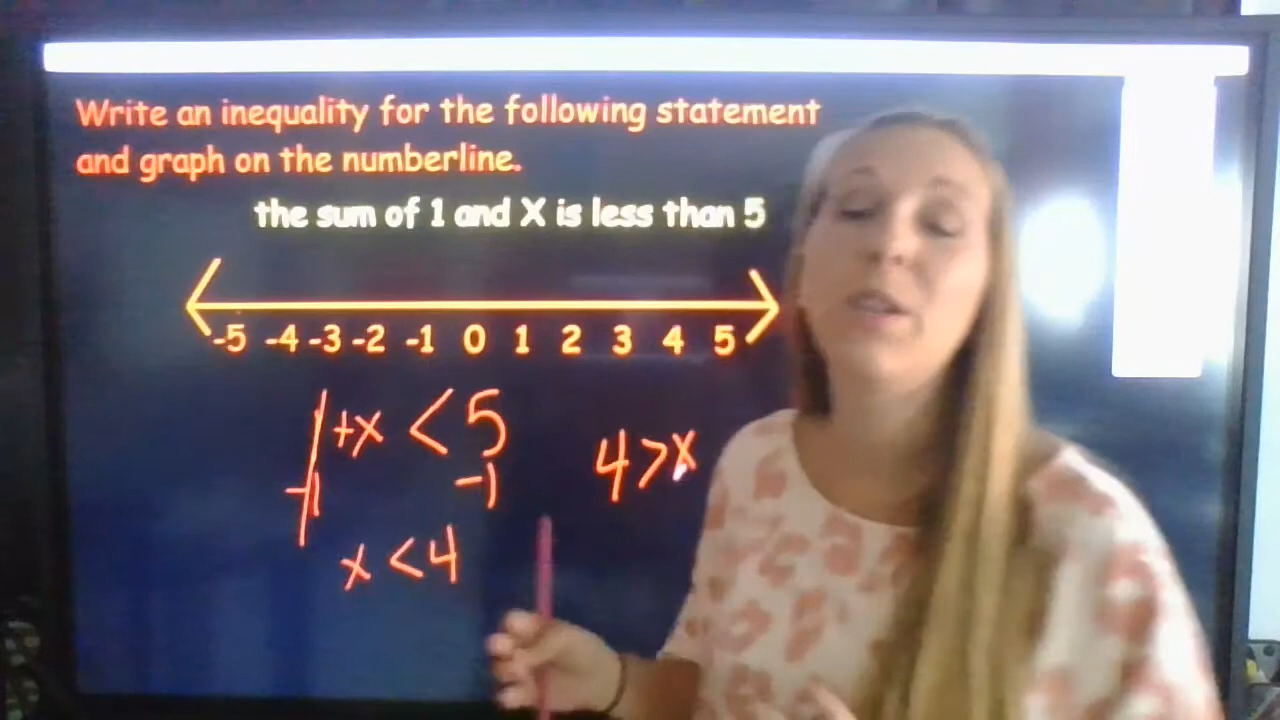 Write an inequality for the following statement
and graph on the numberline.
the sum of 1 and X is less than 5
-5 -4 -3 -2 -1 0 1 2 3 4 5
1+x < 5
-1 -1
x < 4
4 > x